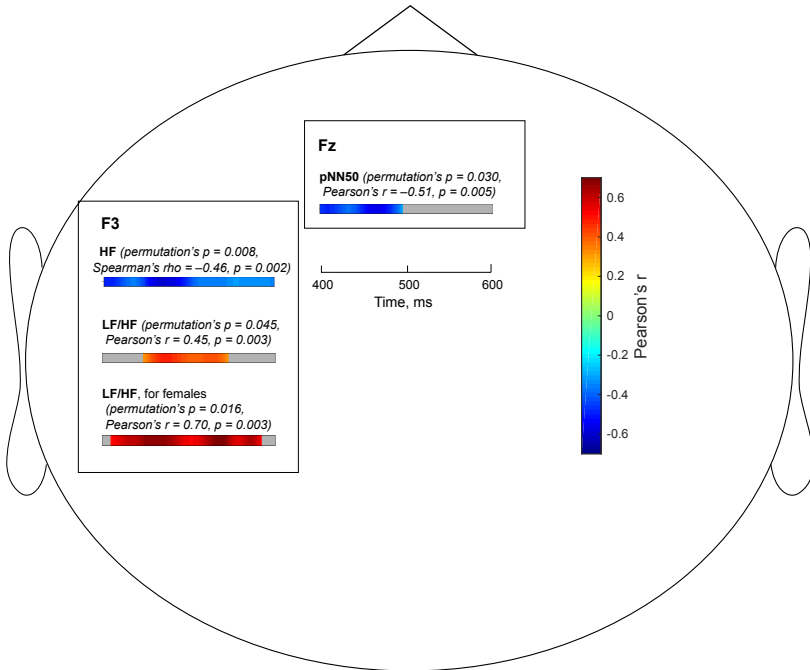 Fz
pNN50 (permutation's p = 0.030,
Pearson's r = –0.51, p = 0.005)
F3
HF (permutation's p = 0.008,
Spearman's rho = –0.46, p = 0.002)
LF/HF (permutation's p = 0.045,
Pearson's r = 0.45, p = 0.003)
LF/HF, for females
(permutation's p = 0.016,
Pearson's r = 0.70, p = 0.003)
400 500 600
Time, ms
0.6
0.4
0.2
0
-0.2
-0.4
-0.6
Pearson's r